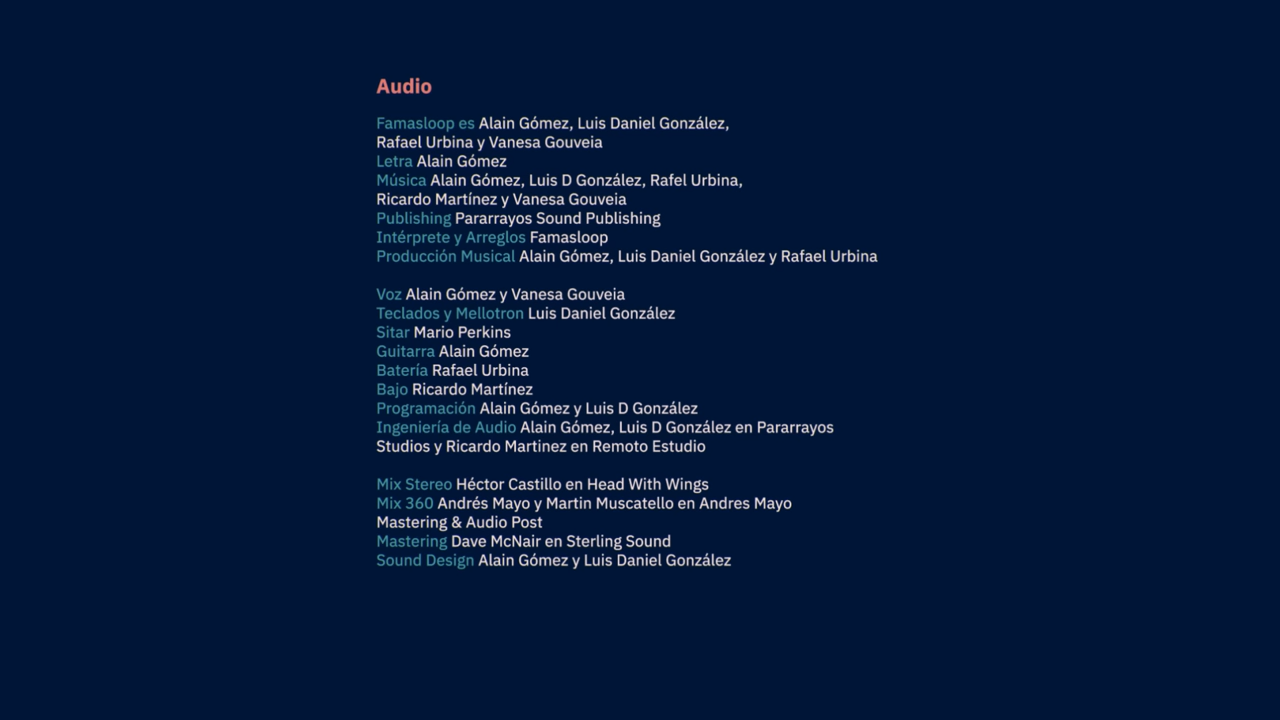 Audio
Famasloop es Alain Gómez, Luis Daniel González,
Rafael Urbina y Vanesa Gouveia
Letra Alain Gómez
Música Alain Gómez, Luis D González, Rafel Urbina,
Ricardo Martínez y Vanesa Gouveia
Publishing Pararrayos Sound Publishing
Intérprete y Arreglos Famasloop
Producción Musical Alain Gómez, Luis Daniel González y Rafael Urbina
Voz Alain Gómez y Vanesa Gouveia
Teclados y Mellotron Luis Daniel González
Sitar Mario Perkins
Guitarra Alain Gómez
Batería Rafael Urbina
Bajo Ricardo Martínez
Programación Alain Gómez y Luis D González
Ingeniería de Audio Alain Gómez, Luis D González en Pararrayos
Studios y Ricardo Martinez en Remoto Estudio
Mix Stereo Héctor Castillo en Head With Wings
Mix 360 Andrés Mayo y Martin Muscatello en Andres Mayo
Mastering & Audio Post
Mastering Dave McNair en Sterling Sound
Sound Design Alain Gómez y Luis Daniel González